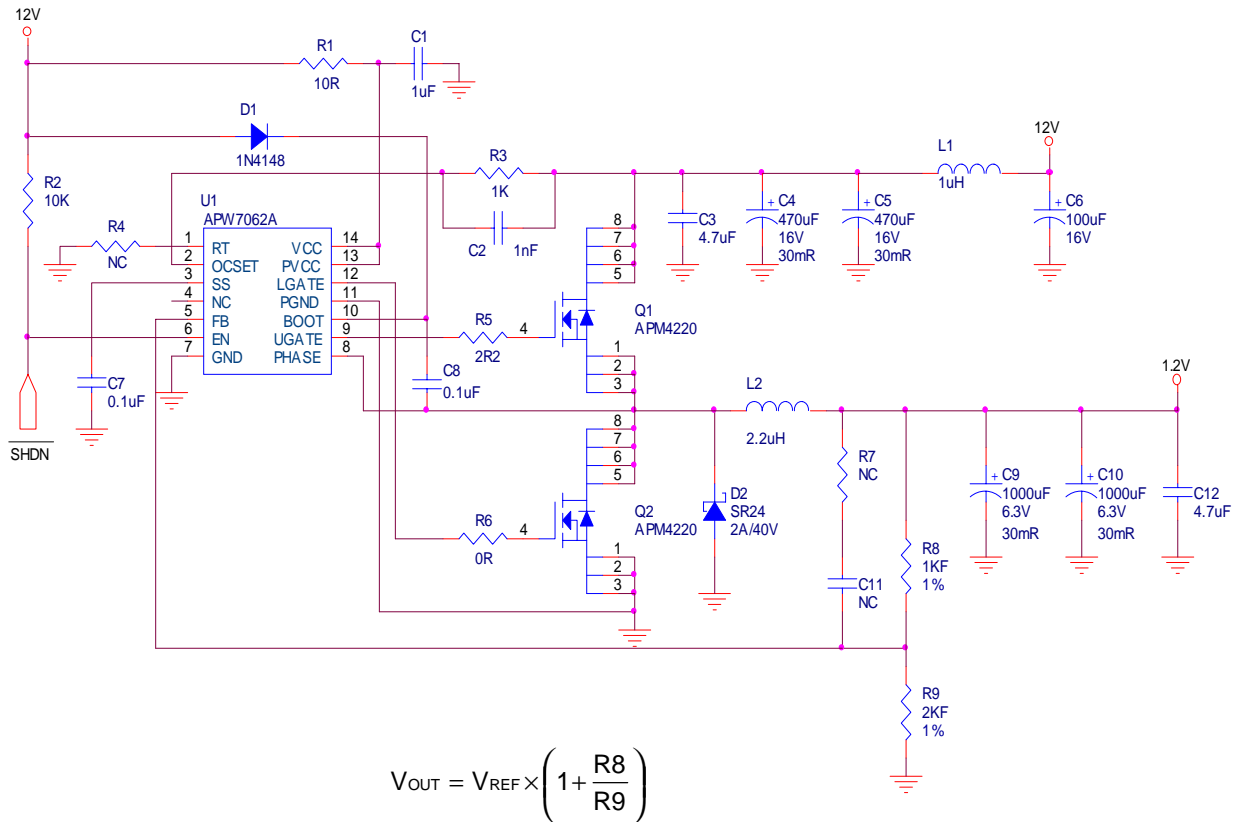 12V
R1
10R
C1
1uF
D1
1N4148
R2
10K
R3
1K
C2
1nF
12V
L1
1uH
C3
4.7uF
+ C4
470uF
16V
30mR
+ C5
470uF
16V
30mR
+ C6
100uF
16V
U1
APW7062A
R4
NC
1 RT
2 OCSET
3 SS
4 NC
5 FB
6 EN
7 GND
VCC 14
PVCC 13
LGATE 12
PGND 11
BOOT 10
UGATE 9
PHASE 8
8
7
6
5
R5
2R2
4
Q1
APM4220
1
2
3
C7
0.1uF
C8
0.1uF
SHDN
L2
2.2uH
1.2V
8
7
6
5
R6
0R
4
Q2
APM4220
1
2
3
D2
SR24
2A/40V
R7
NC
C11
NC
+ C9
1000uF
6.3V
30mR
+ C10
1000uF
6.3V
30mR
C12
4.7uF
R8
1KF
1%
R9
2KF
1%
VOUT = VREF × (1 + R8/R9)